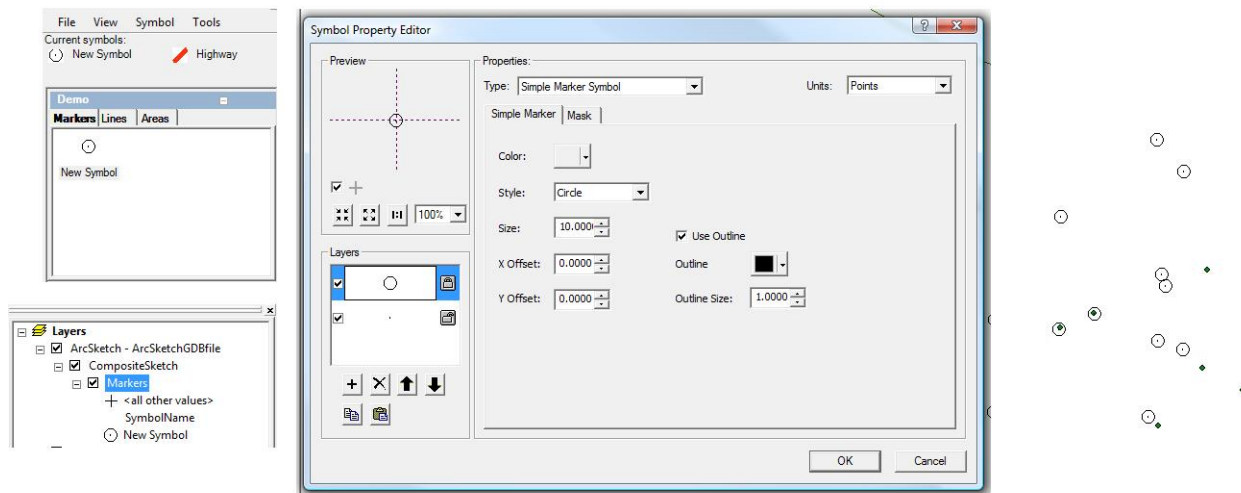 File View Symbol Tools
Current symbols:
New Symbol Highway
Demo
Markers Lines Areas
New Symbol
Layers
ArcSketch - ArcSketchGDBfile
CompositeSketch
Markers
<all other values>
SymbolName
New Symbol
Symbol Property Editor
Preview
100%
Layers
Properties:
Type: Simple Marker Symbol Units: Points
Simple Marker Mask
Color:
Style: Circle
Size: 10.000
Use Outline
X Offset: 0.0000 Outline
Y Offset: 0.0000 Outline Size: 1.0000
OK Cancel